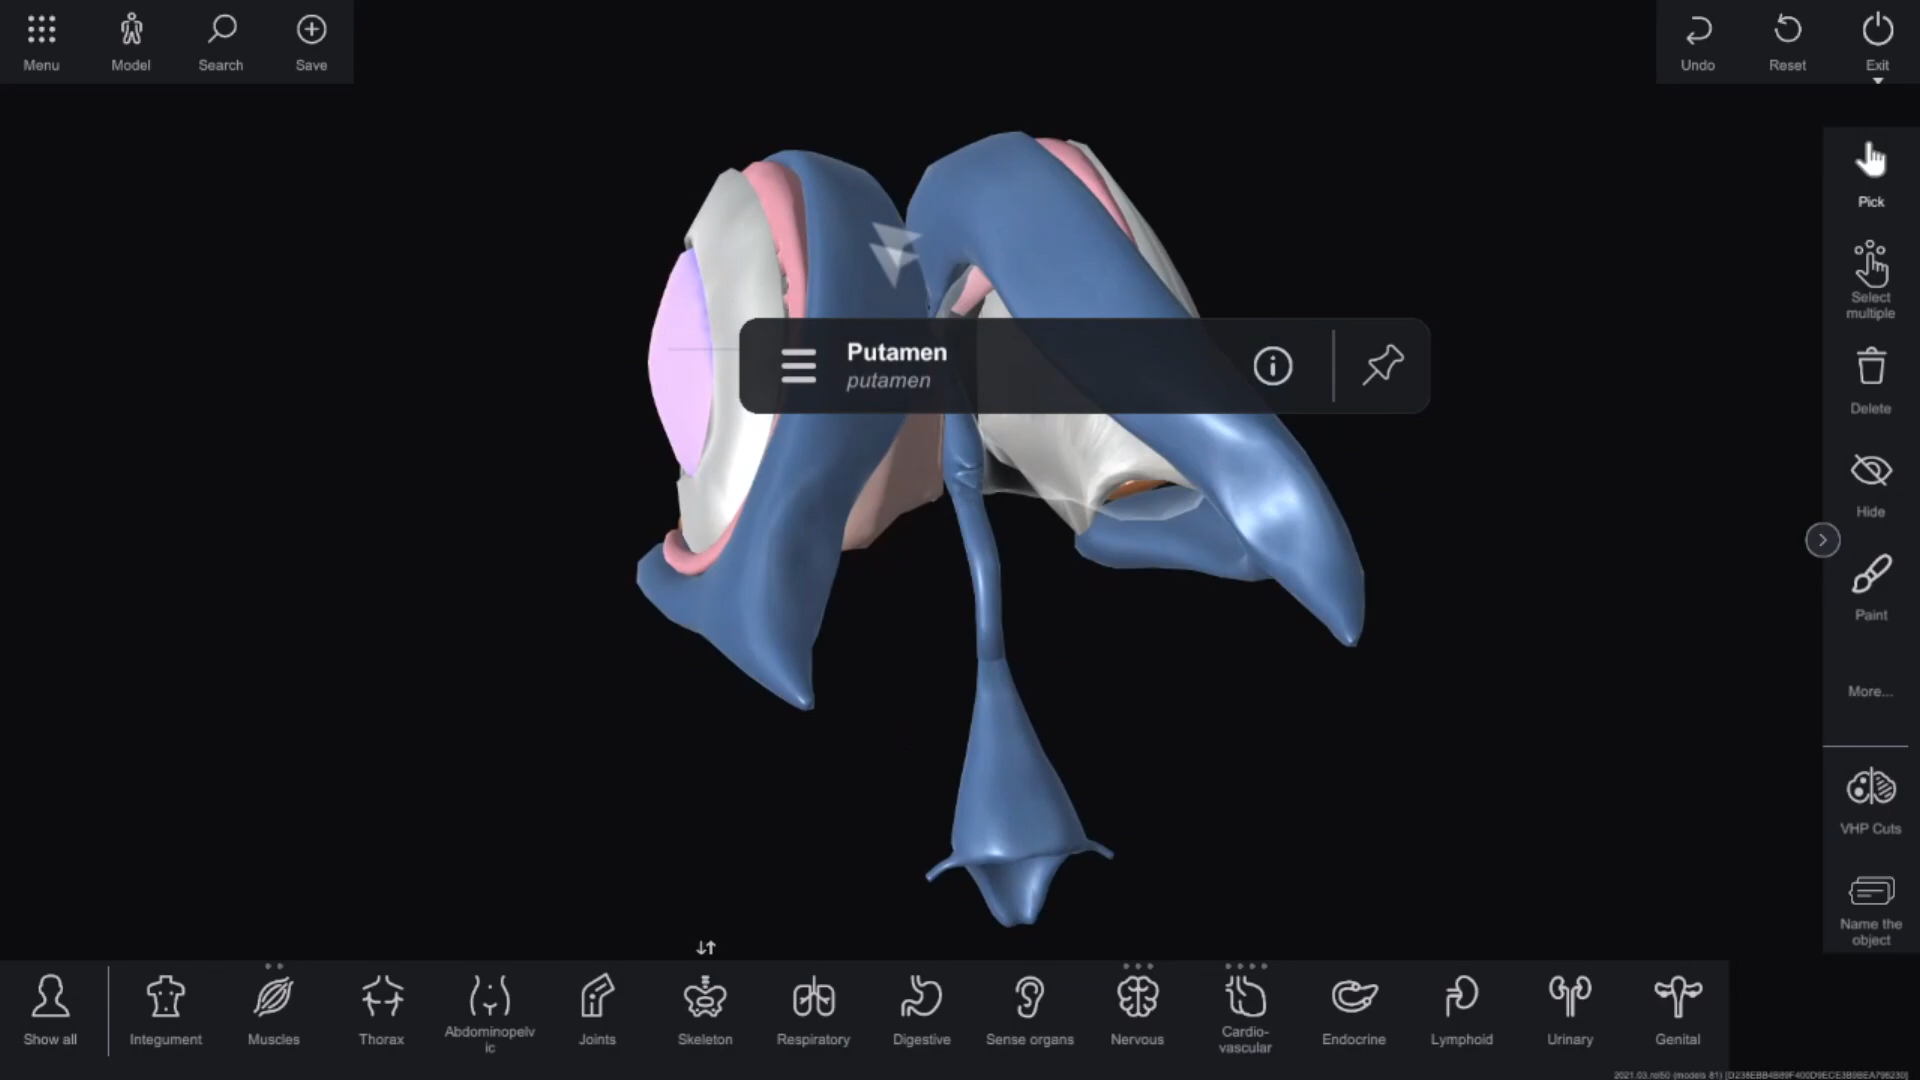 Menu
Model
Search
Save
Undo
Reset
Exit
Putamen
putamen
Pick
Select
multiple
Delete
Hide
Paint
More...
VHP Cuts
Name the
object
Show all
Integument
Muscles
Thorax
Abdominopelv
ic
Joints
Skeleton
Respiratory
Digestive
Sense organs
Nervous
Cardio-
vascular
Endocrine
Lymphoid
Urinary
Genital